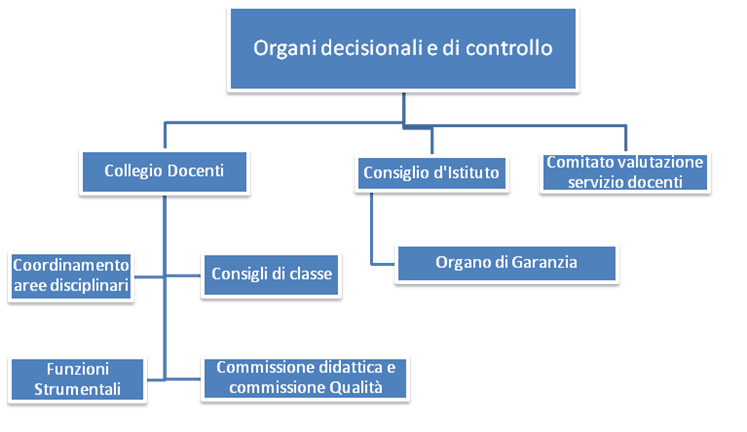 Organi decisionali e di controllo
Collegio Docenti
Consiglio d'Istituto
Comitato valutazione
servizio docenti
Coordinamento
aree disciplinari
Consigli di classe
Organo di Garanzia
Funzioni
Strumentali
Commissione didattica e
commissione Qualità